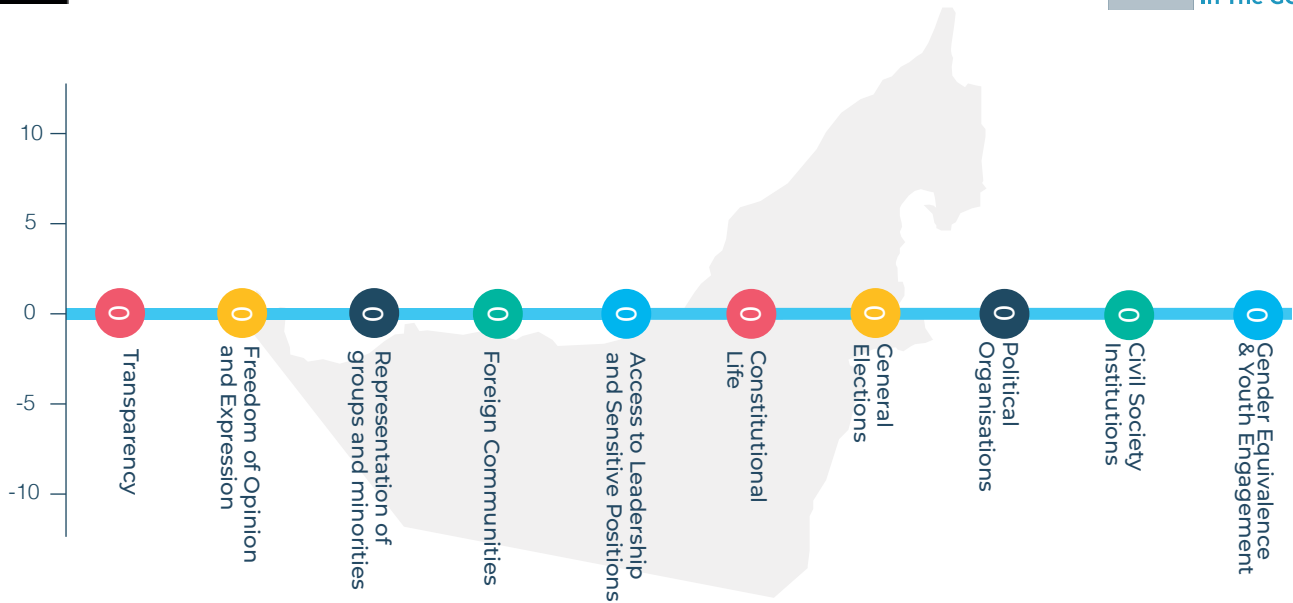 In The
10
5
0
-5
-10
0
0
0
0
0
0
0
0
0
0
Transparency
Freedom of Opinion
and Expression
Representation of
groups and minorities
Foreign Communities
Access to Leadership
and Sensitive Positions
Constitutional
Life
General
Elections
Political
Organisations
Civil Society
Institutions
Gender Equivalence
& Youth Engagement